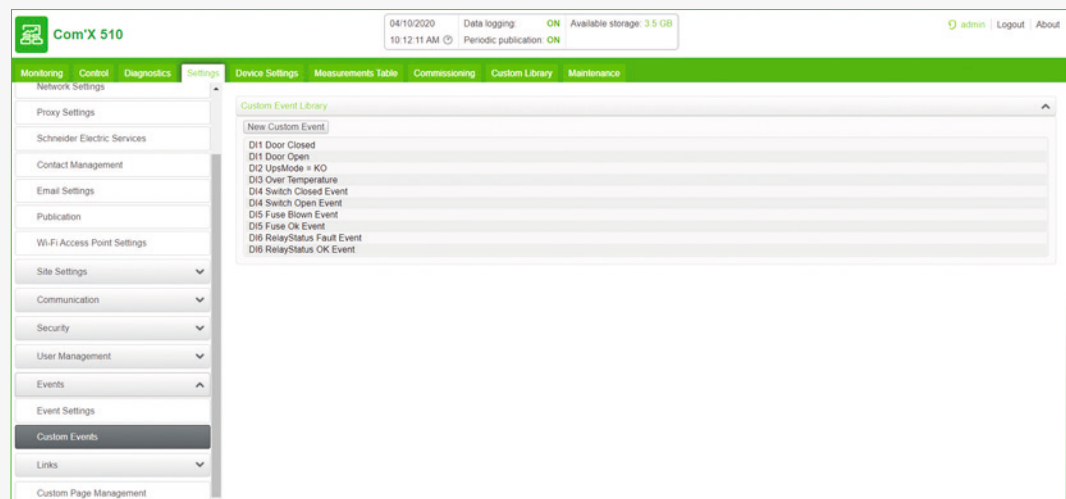 Com'X 510
04/10/2020 Data logging: ON Available storage: 3.5 GB
10:12:11 AM Periodic publication: ON
admin Logout About
Monitoring Control Diagnostics Settings Device Settings Measurements Table Commissioning Custom Library Maintenance
Network Settings
Proxy Settings
Schneider Electric Services
Contact Management
Email Settings
Publication
Wi-Fi Access Point Settings
Site Settings
Communication
Security
User Management
Events
Event Settings
Custom Events
Links
Custom Page Management
Custom Event Library
New Custom Event
DI1 Door Closed
DI1 Door Open
DI2 UpsMode = KO
DI3 Over Temperature
DI4 Switch Closed Event
DI4 Switch Open Event
DI5 Fuse Blown Event
DI5 Fuse Ok Event
DI6 RelayStatus Fault Event
DI6 RelayStatus OK Event